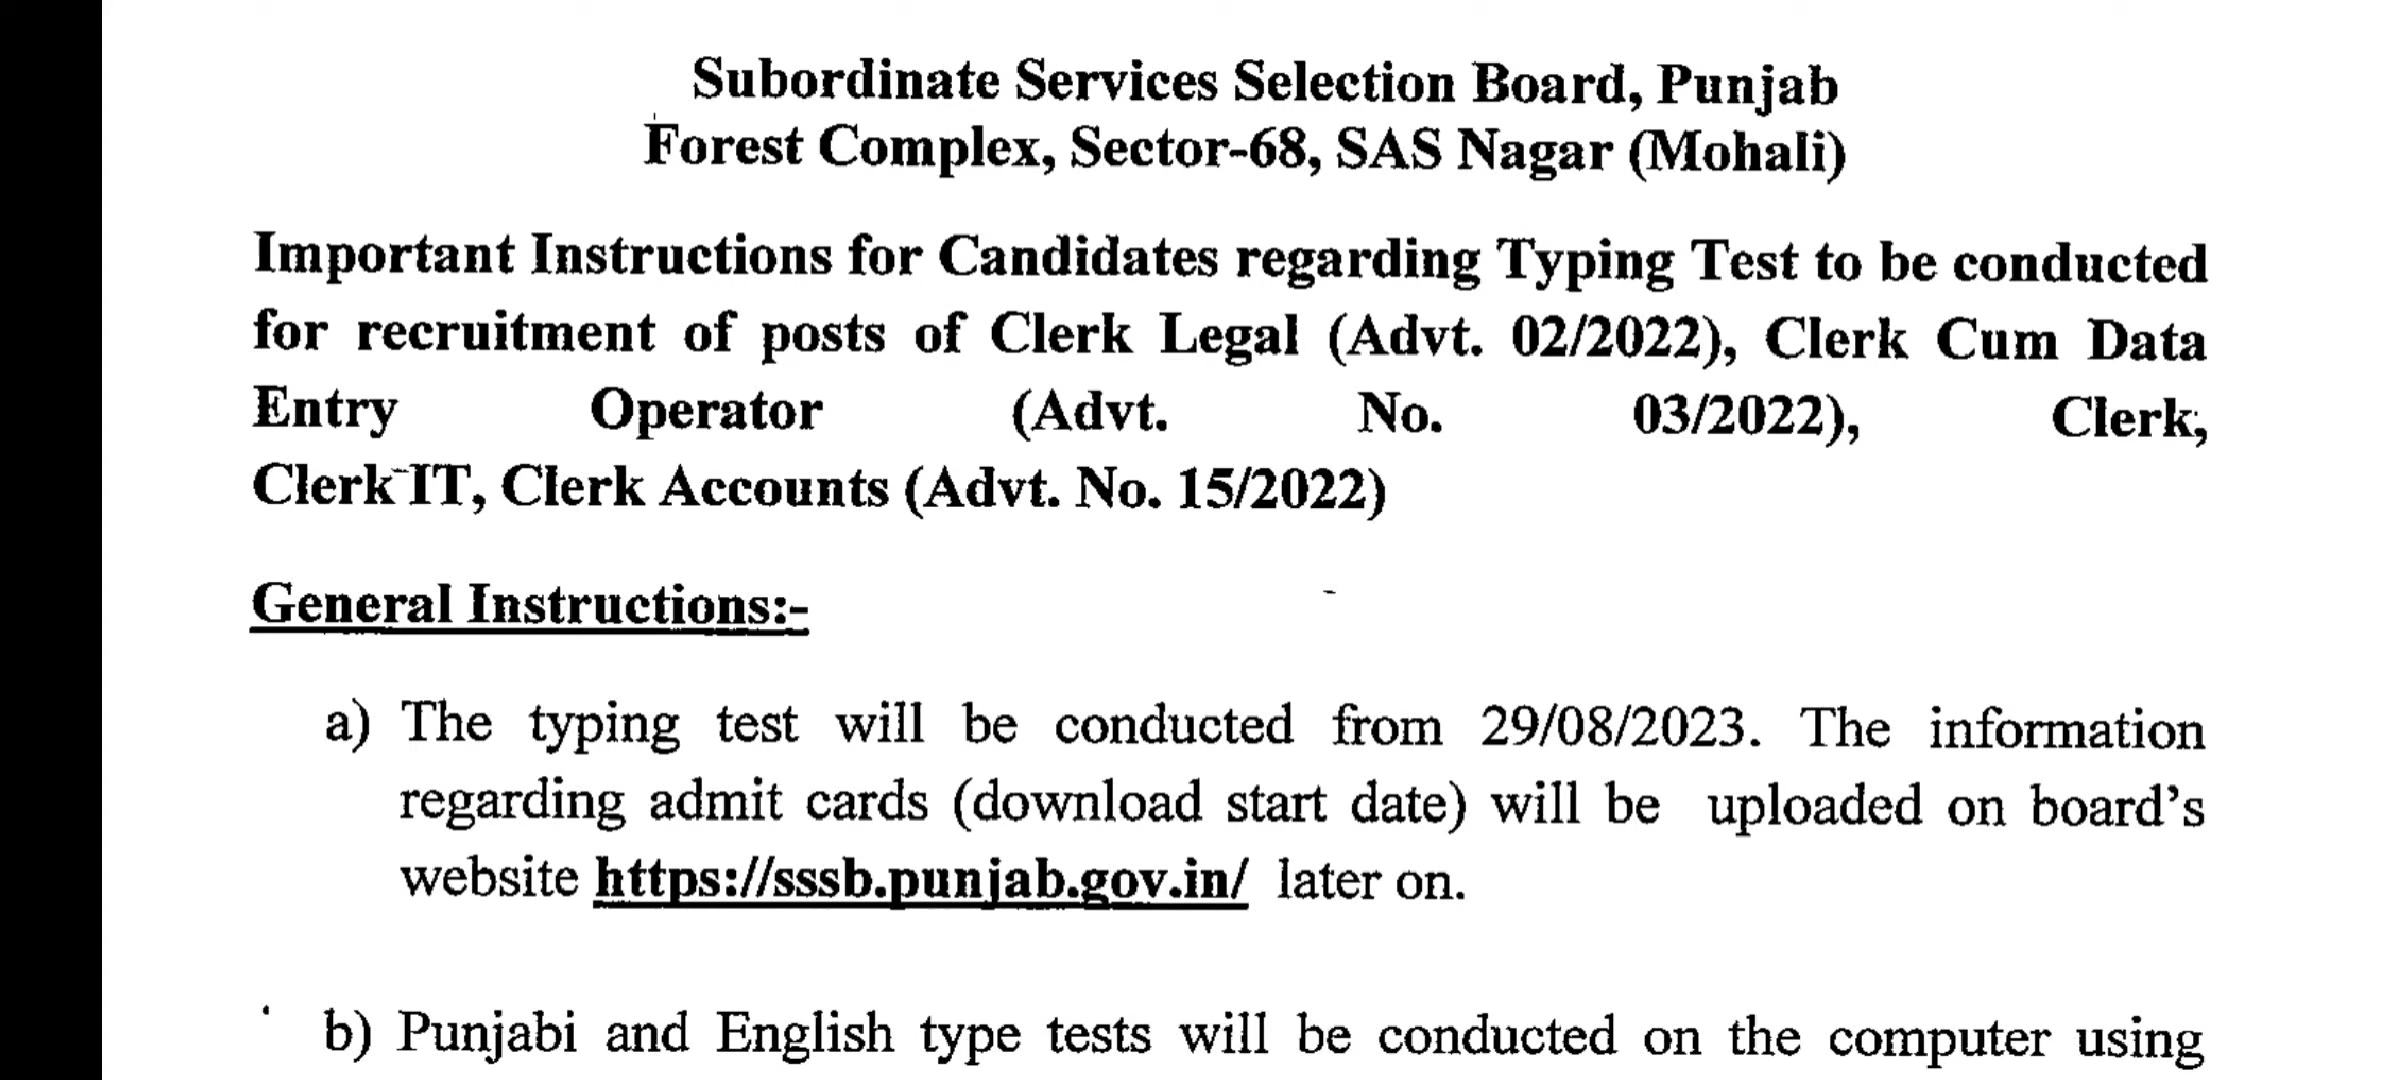 Subordinate Services Selection Board, Punjab
Forest Complex, Sector-68, SAS Nagar (Mohali)
Important Instructions for Candidates regarding Typing Test to be conducted
for recruitment of posts of Clerk Legal (Advt. 02/2022), Clerk Cum Data
Entry Operator (Advt. No. 03/2022), Clerk,
Clerk IT, Clerk Accounts (Advt. No. 15/2022)
General Instructions:-
a) The typing test will be conducted from 29/08/2023. The information
regarding admit cards (download start date) will be uploaded on board's
website https://sssb.punjab.gov.in/ later on.
b) Punjabi and English type tests will be conducted on the computer using